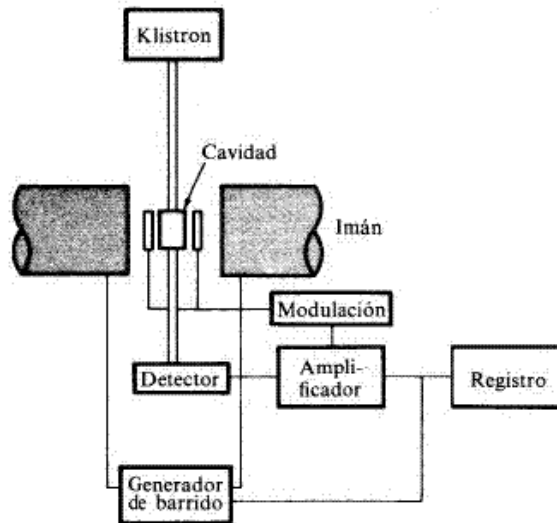 Klistron
Cavidad
Imán
Modulación
Detector
Ampli-
ficador
Registro
Generador
de barrido